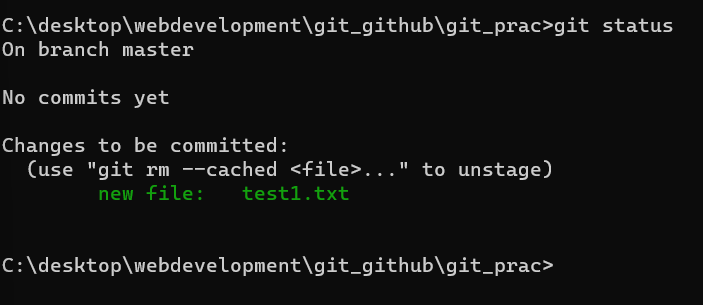 C:\desktop\webdevelopment\git_github\git_prac>git status
On branch master
No commits yet
Changes to be committed:
  (use "git rm --cached <file>..." to unstage)
        new file:   test1.txt
C:\desktop\webdevelopment\git_github\git_prac>